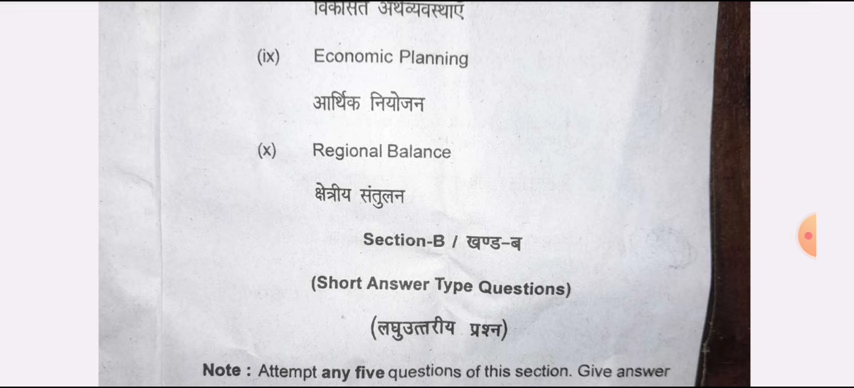 विकसित अर्थव्यवस्थाएँ
(ix) Economic Planning
आर्थिक नियोजन
(x) Regional Balance
क्षेत्रीय संतुलन
Section-B / खण्ड-ब
(Short Answer Type Questions)
(लघुउत्तरीय प्रश्न)
Note : Attempt any five questions of this section. Give answer